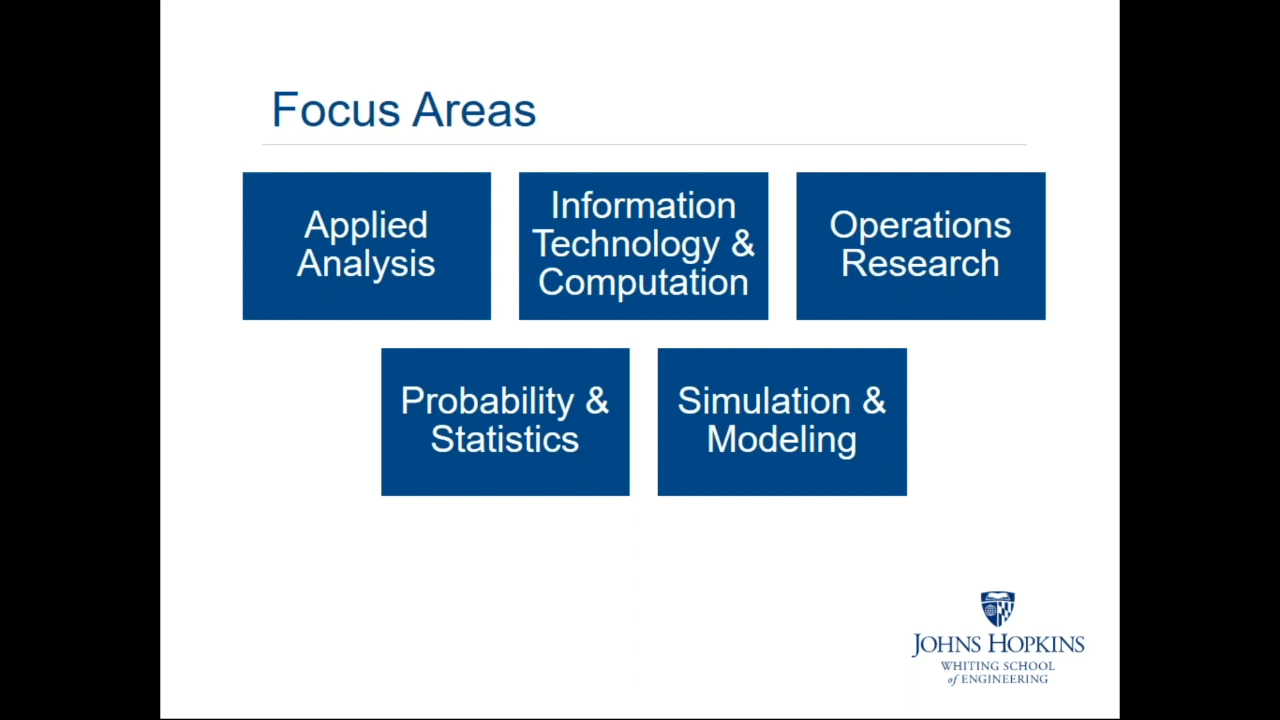 Focus Areas
Applied
Analysis
Information
Technology &
Computation
Operations
Research
Probability &
Statistics
Simulation &
Modeling
JOHNS HOPKINS
WHITING SCHOOL
of ENGINEERING